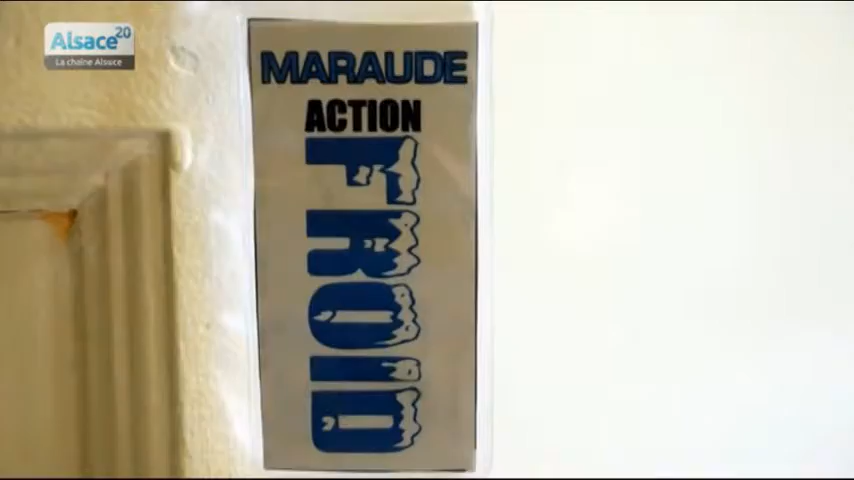 Alsace20
La chaîne Alsace
MARAUDE
ACTION
FROID